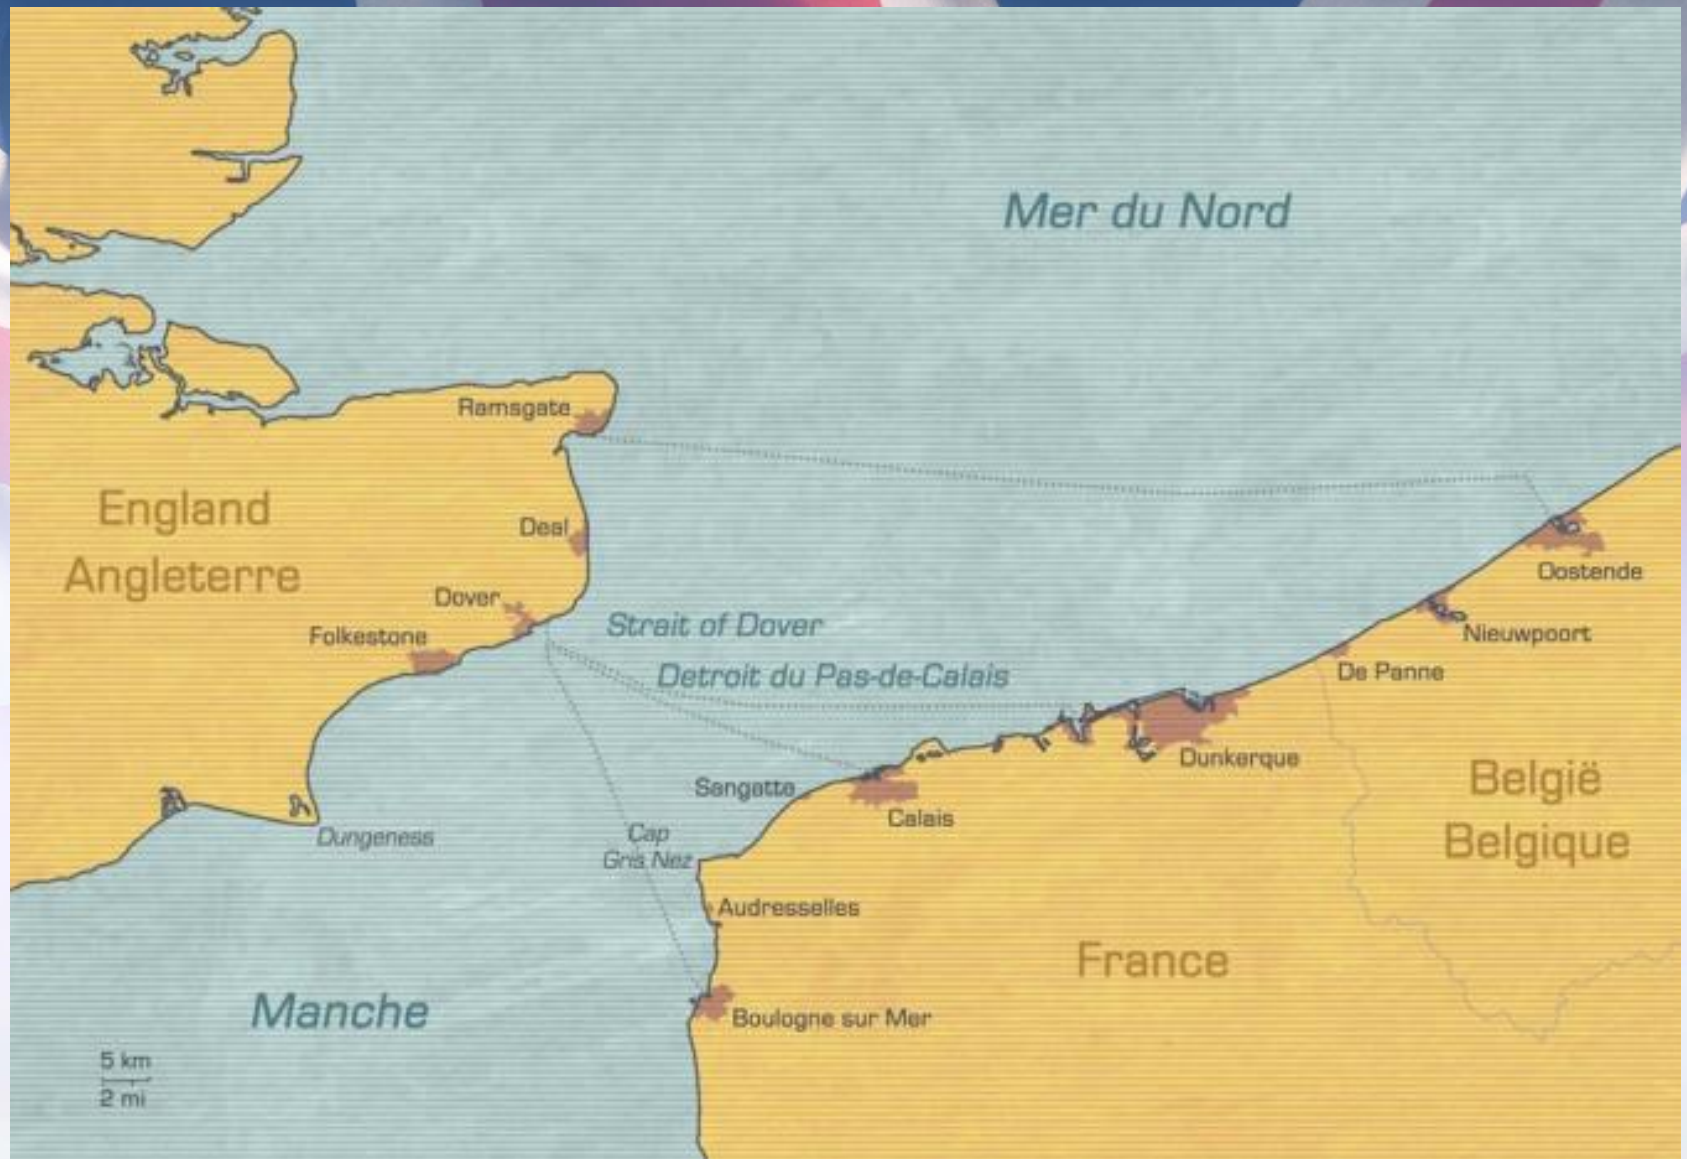 Mer du Nord
Ramsgate
England
Angleterre
Deal
Dover
Folkestone
Strait of Dover
Detroit du Pas-de-Calais
Oostende
Nieuwpoort
De Panne
Dunkerque
Sangatte
Calais
België
Belgique
Dungeness
Cap
Gris Nez
Audresselles
France
Manche
Boulogne sur Mer
5 km
2 mi